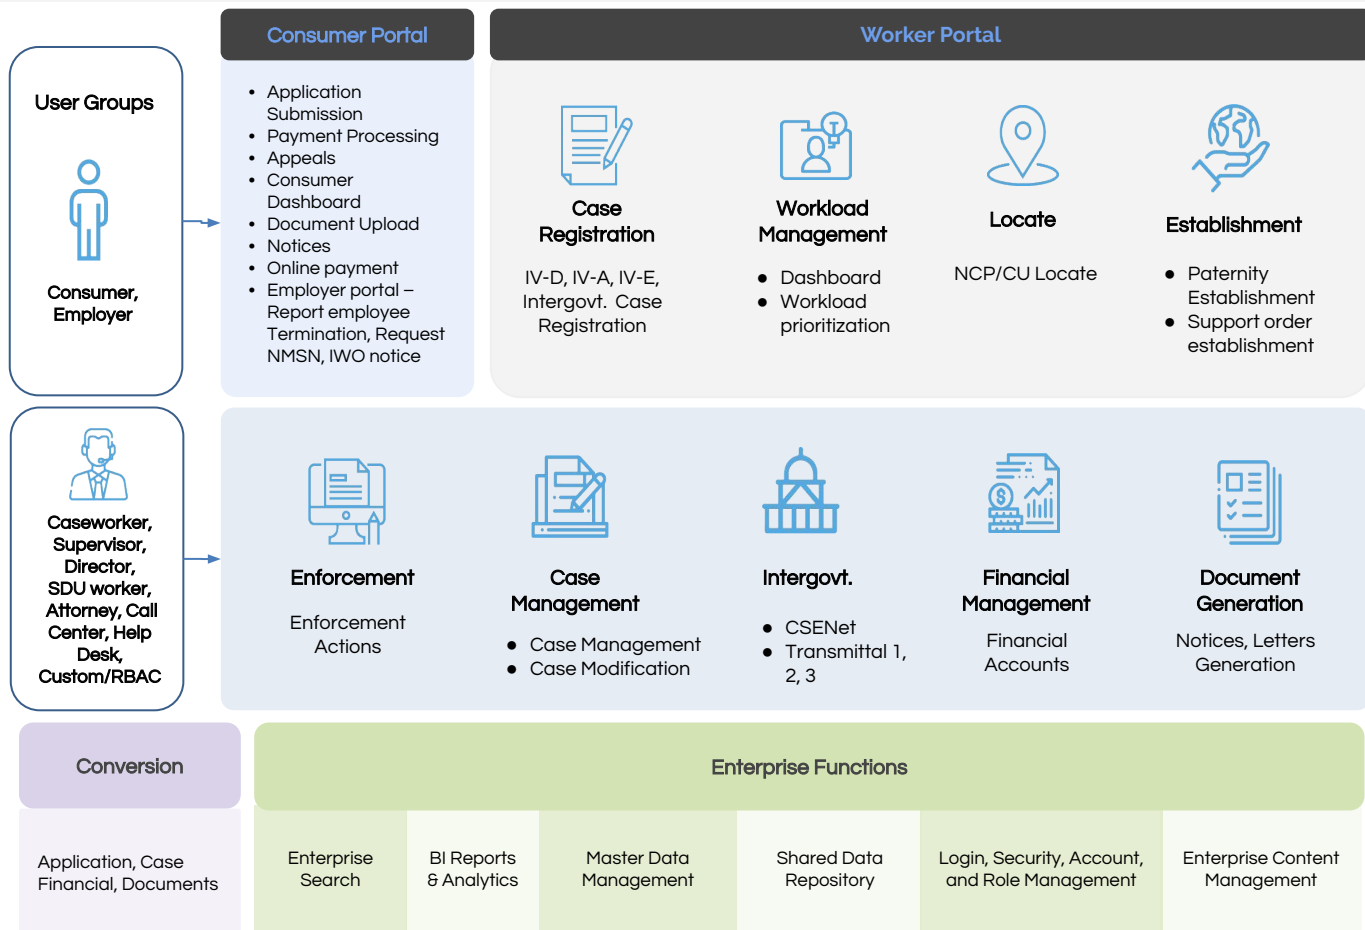 Consumer Portal
Worker Portal
User Groups
Consumer,
Employer
• Application
Submission
• Payment Processing
• Appeals
• Consumer
Dashboard
• Document Upload
• Notices
• Online payment
• Employer portal –
Report employee
Termination, Request
NMSN, IWO notice
Case
Registration
IV-D, IV-A, IV-E,
Intergovt. Case
Registration
Workload
Management
● Dashboard
● Workload
prioritization
Locate
NCP/CU Locate
Establishment
● Paternity
Establishment
● Support order
establishment
Caseworker,
Supervisor,
Director,
SDU worker,
Attorney, Call
Center, Help
Desk,
Custom/RBAC
Enforcement
Enforcement
Actions
Case
Management
● Case Management
● Case Modification
Intergovt.
● CSENet
● Transmittal 1,
2, 3
Financial
Management
Financial
Accounts
Document
Generation
Notices, Letters
Generation
Conversion
Application, Case
Financial, Documents
Enterprise Functions
Enterprise
Search
BI Reports
& Analytics
Master Data
Management
Shared Data
Repository
Login, Security, Account,
and Role Management
Enterprise Content
Management